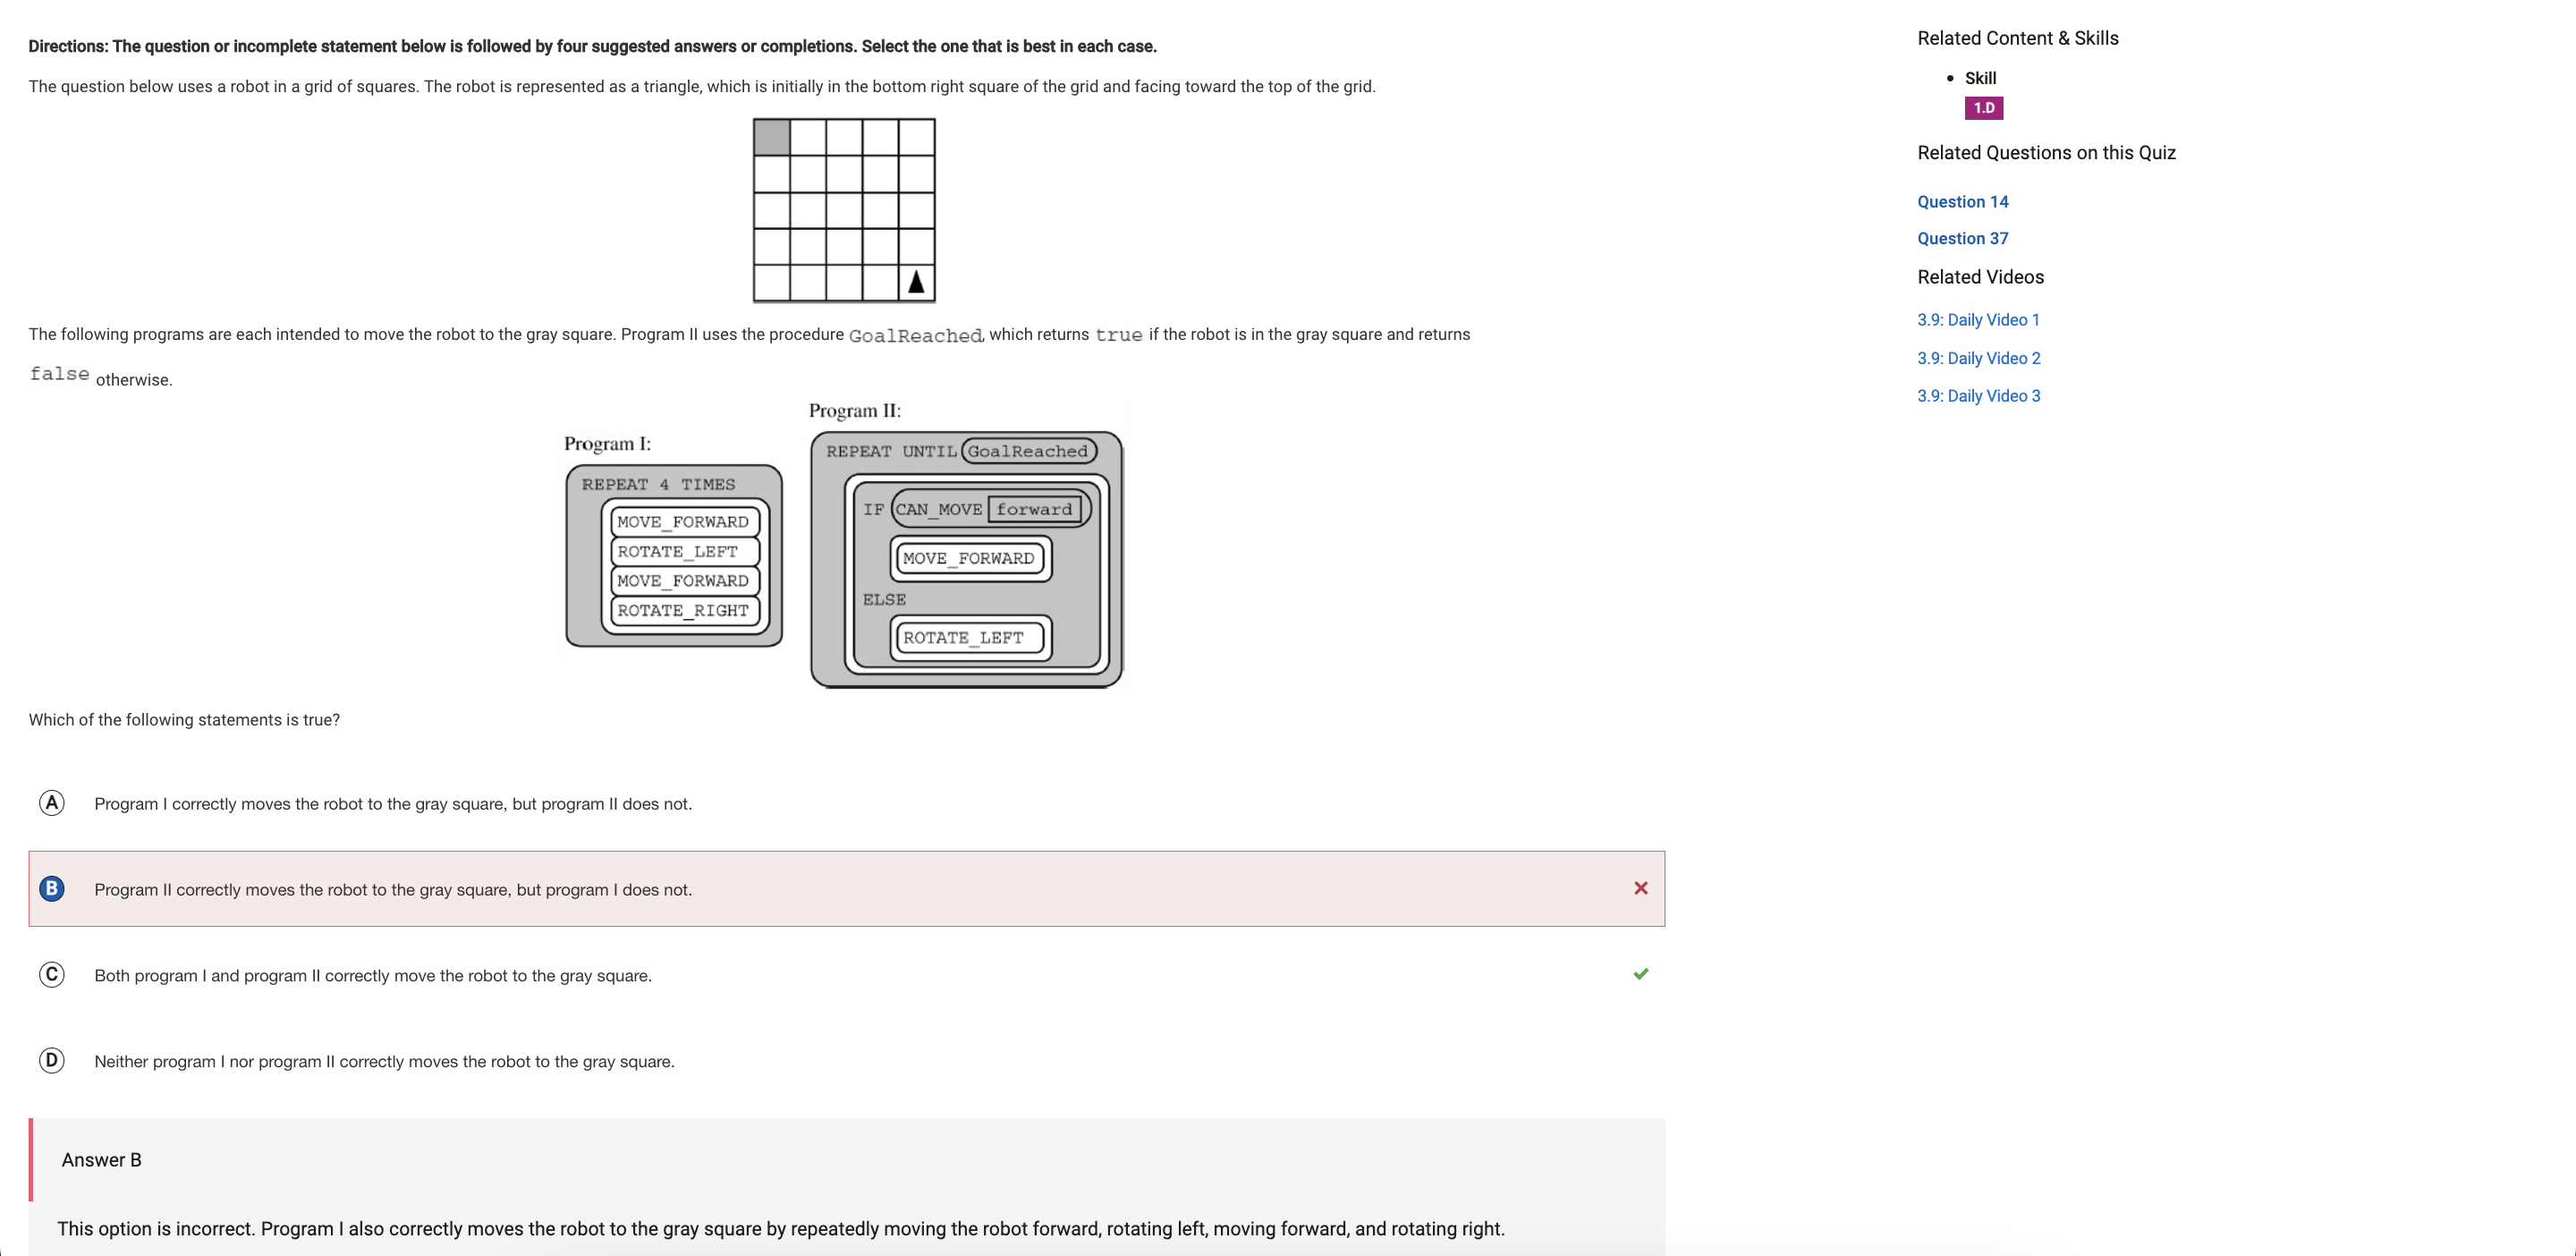 Directions: The question or incomplete statement below is followed by four suggested answers or completions. Select the one that is best in each case.
The question below uses a robot in a grid of squares. The robot is represented as a triangle, which is initially in the bottom right square of the grid and facing toward the top of the grid.
The following programs are each intended to move the robot to the gray square. Program II uses the procedure GoalReached, which returns true if the robot is in the gray square and returns
false otherwise.
Program I:
REPEAT 4 TIMES
MOVE_FORWARD
ROTATE_LEFT
MOVE_FORWARD
ROTATE_RIGHT
Program II:
REPEAT UNTIL GoalReached
IF CAN_MOVE forward
MOVE_FORWARD
ELSE
ROTATE_LEFT
Which of the following statements is true?
A Program I correctly moves the robot to the gray square, but program II does not.
B Program II correctly moves the robot to the gray square, but program I does not.
C Both program I and program II correctly move the robot to the gray square.
D Neither program I nor program II correctly moves the robot to the gray square.
Answer B
This option is incorrect. Program I also correctly moves the robot to the gray square by repeatedly moving the robot forward, rotating left, moving forward, and rotating right.
Related Content & Skills
• Skill
1.D
Related Questions on this Quiz
Question 14
Question 37
Related Videos
3.9: Daily Video 1
3.9: Daily Video 2
3.9: Daily Video 3